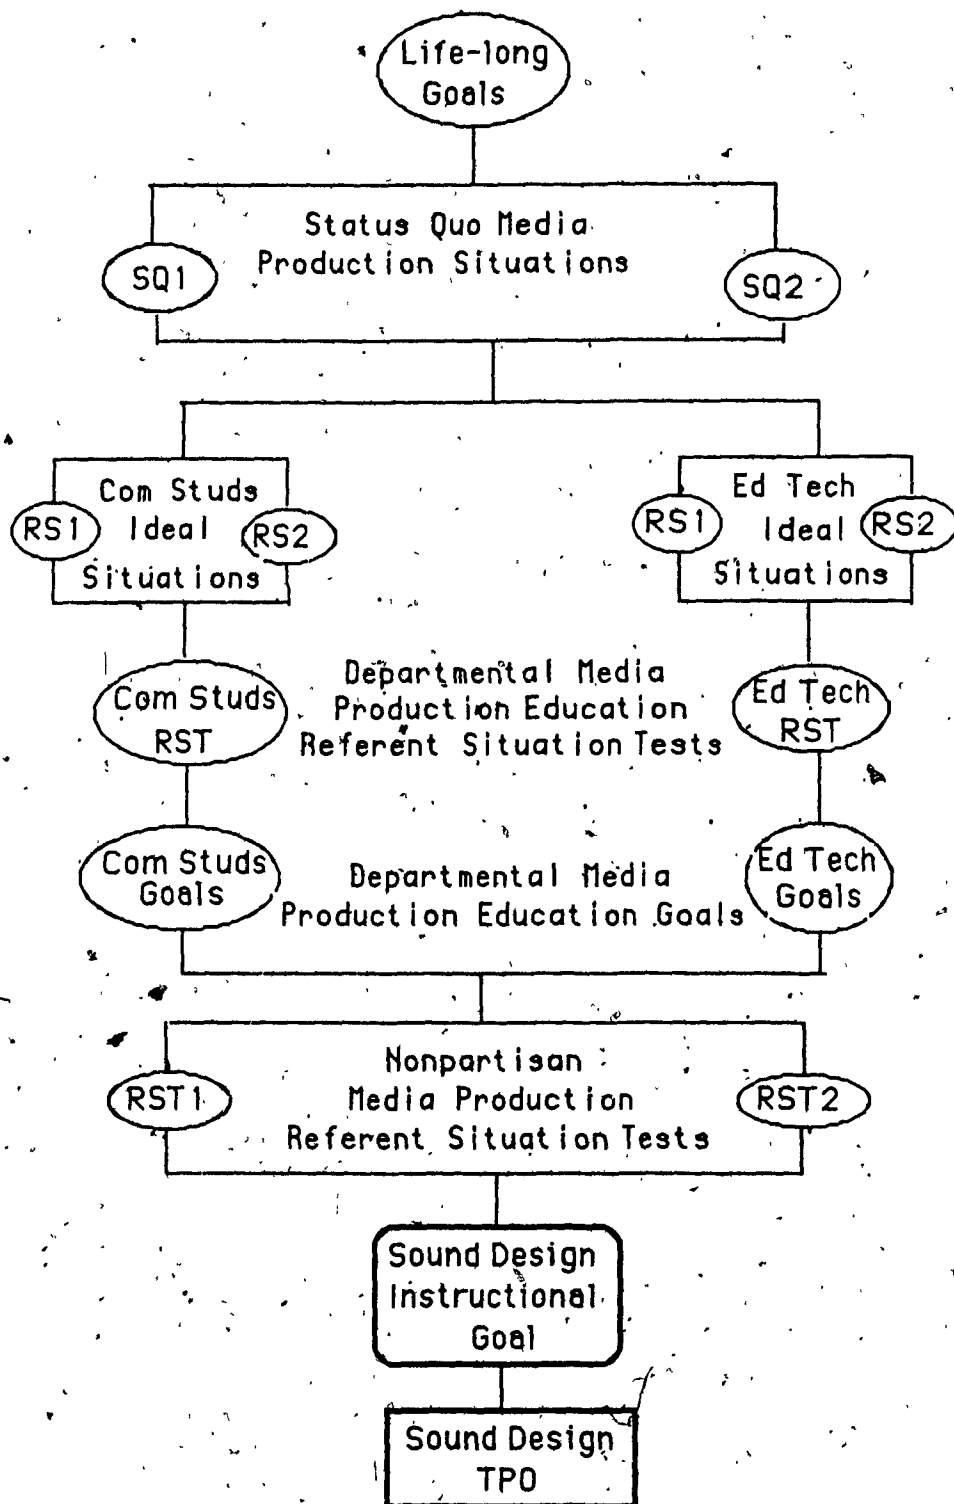 Life-long
Goals
Status Quo Media
Production Situations
SQ1
SQ2
Com Studs
Ideal
Situations
RS1
RS2
Ed Tech
Ideal
Situations
RS1
RS2
Com Studs
RST
Departmental Media
Production Education
Referent Situation Tests
Ed Tech
RST
Com Studs
Goals
Departmental Media
Production Education Goals
Ed Tech
Goals
Nonpartisan
Media Production
Referent Situation Tests
RST1
RST2
Sound Design
Instructional
Goal
Sound Design
TPO